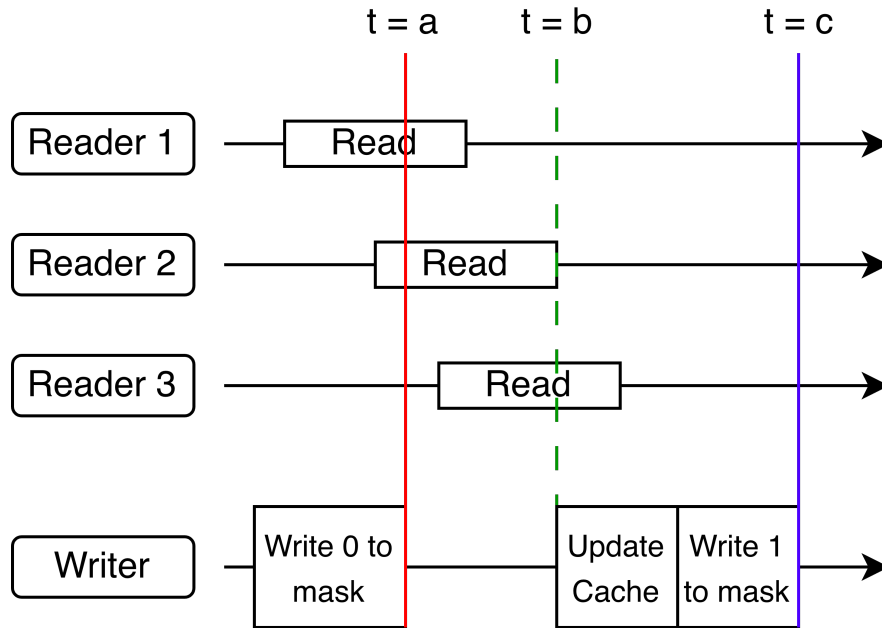 t = a
t = b
t = c
Reader 1
Read
Reader 2
Read
Reader 3
Read
Writer
Write 0 to
mask
Update
Cache
Write 1
to mask